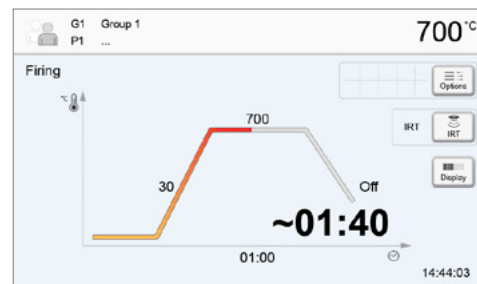 G1 Group 1
P1 ...
700°C
Firing
Options
°C
700
IRT
IRT
30
Off
Display
~01:40
01:00
14:44:03